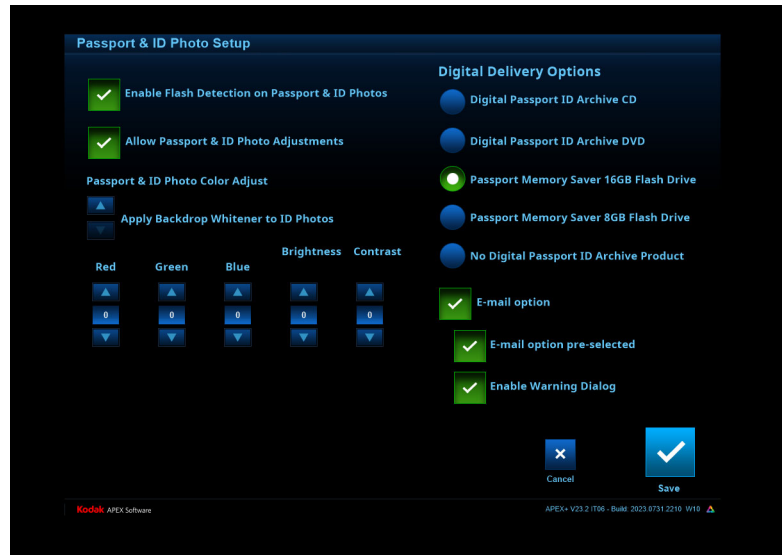 Passport & ID Photo Setup
Enable Flash Detection on Passport & ID Photos
Allow Passport & ID Photo Adjustments
Passport & ID Photo Color Adjust
Apply Backdrop Whitener to ID Photos
Red Green Blue Brightness Contrast
0 0 0 0 0
Digital Delivery Options
Digital Passport ID Archive CD
Digital Passport ID Archive DVD
Passport Memory Saver 16GB Flash Drive
Passport Memory Saver 8GB Flash Drive
No Digital Passport ID Archive Product
E-mail option
E-mail option pre-selected
Enable Warning Dialog
Cancel
Save
Kodak APEX Software
APEX+ V23.2 IT06 - Build: 2023.0731.2210 W10